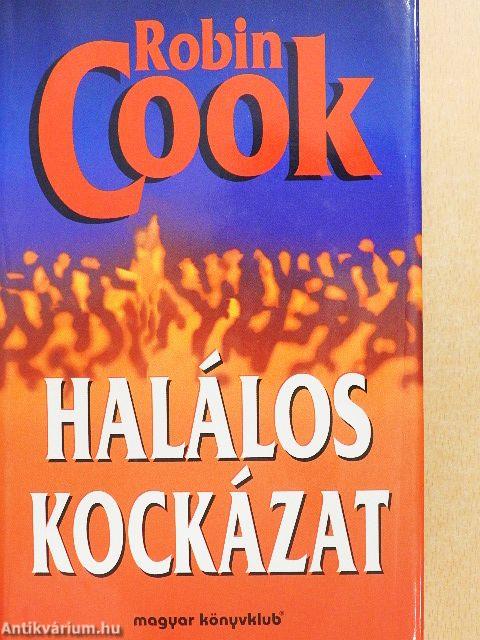 Robin
Cook
HALÁLOS
KOCKÁZAT
magyar könyvklub®
Antikvárium.hu